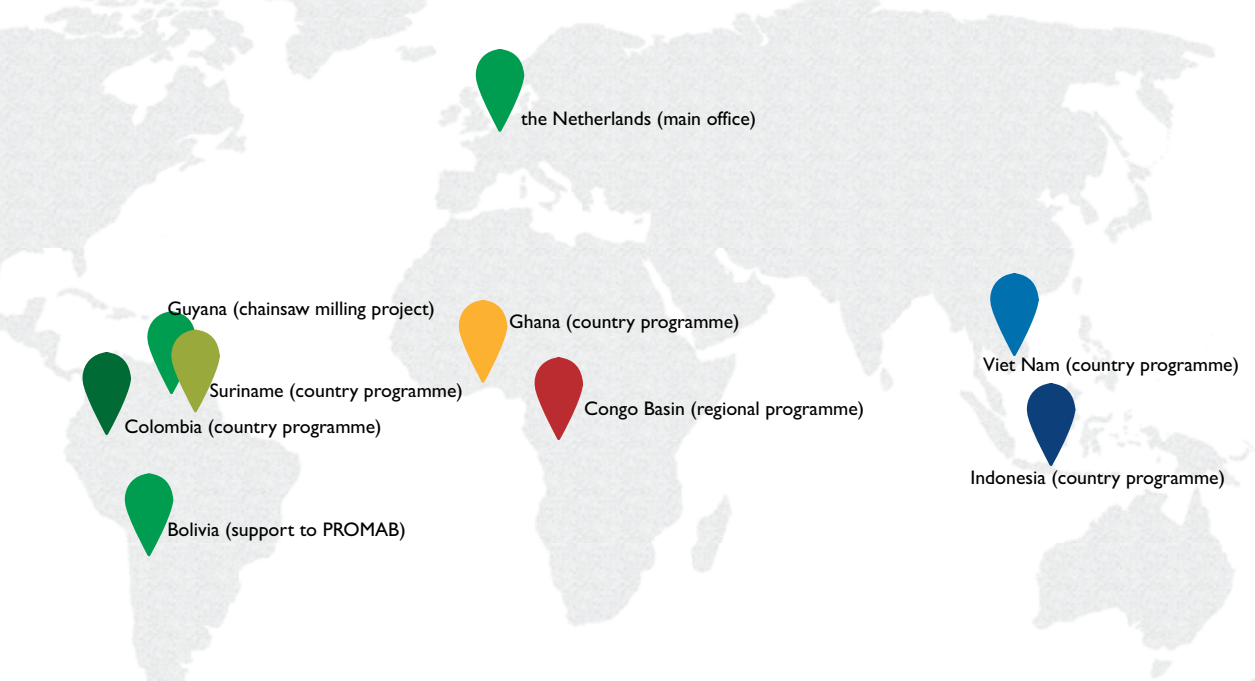 the Netherlands (main office)
Guyana (chainsaw milling project)
Ghana (country programme)
Viet Nam (country programme)
Suriname (country programme)
Congo Basin (regional programme)
Colombia (country programme)
Indonesia (country programme)
Bolivia (support to PROMAB)